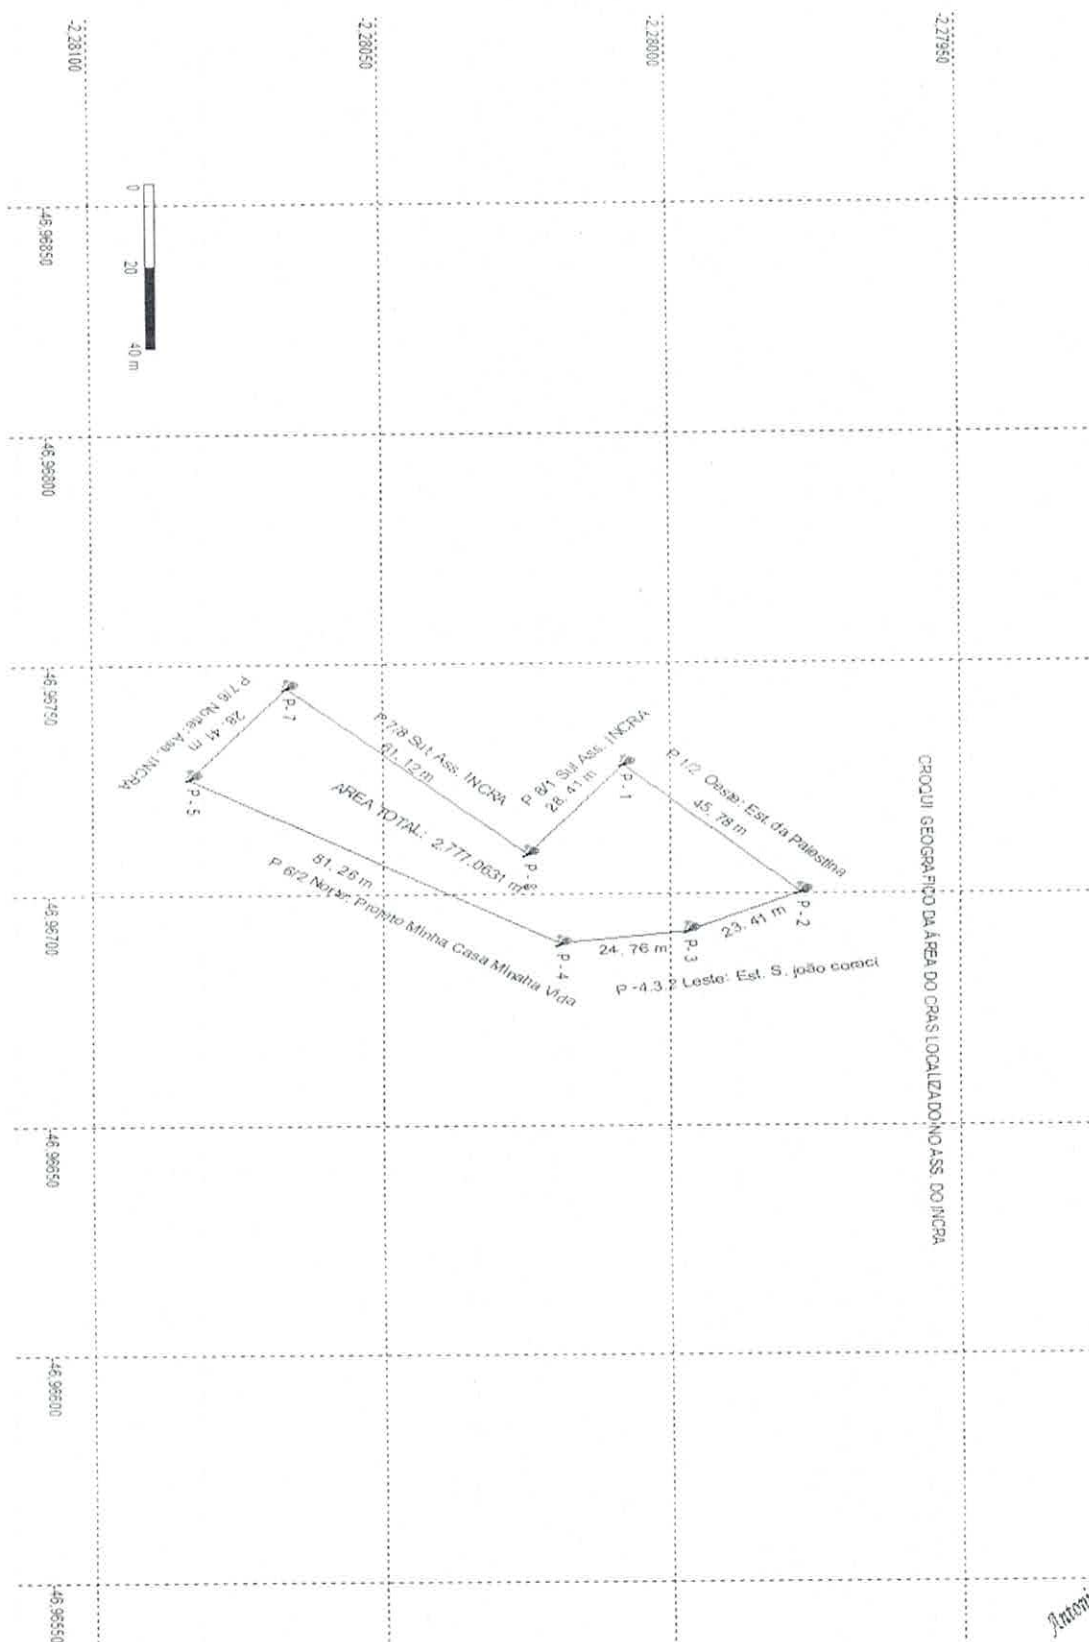 CROQUI GEOGRAFICO DA ÁREA DO CRAS LOCALIZADO NO ASS. DO INCRA
-2,27950
-2,28000
-2,28050
-2,28100
-46,96850
-46,96800
-46,96750
-46,96700
-46,96650
-46,96600
-46,96550
P 1/2 Oeste: Est. da Palestina
45, 78 m
P - 2
23, 41 m
P-3
P -4.3.2 Leste: Est. S. joão coraci
24, 76 m
P - 4
P - 1
P 8/1 Sul Ass. INCRA
28, 41 m
P - 8
P-7/8 Sul Ass. INCRA
61, 12 m
AREA TOTAL: 2,777.0631 m²
81, 26 m
P 6/2 Norte: Projeto Minha Casa Minaha Vida
P - 7
P 7/6 Norte: Ass. INCRA
28, 41 m
P - 5
0
20
40 m